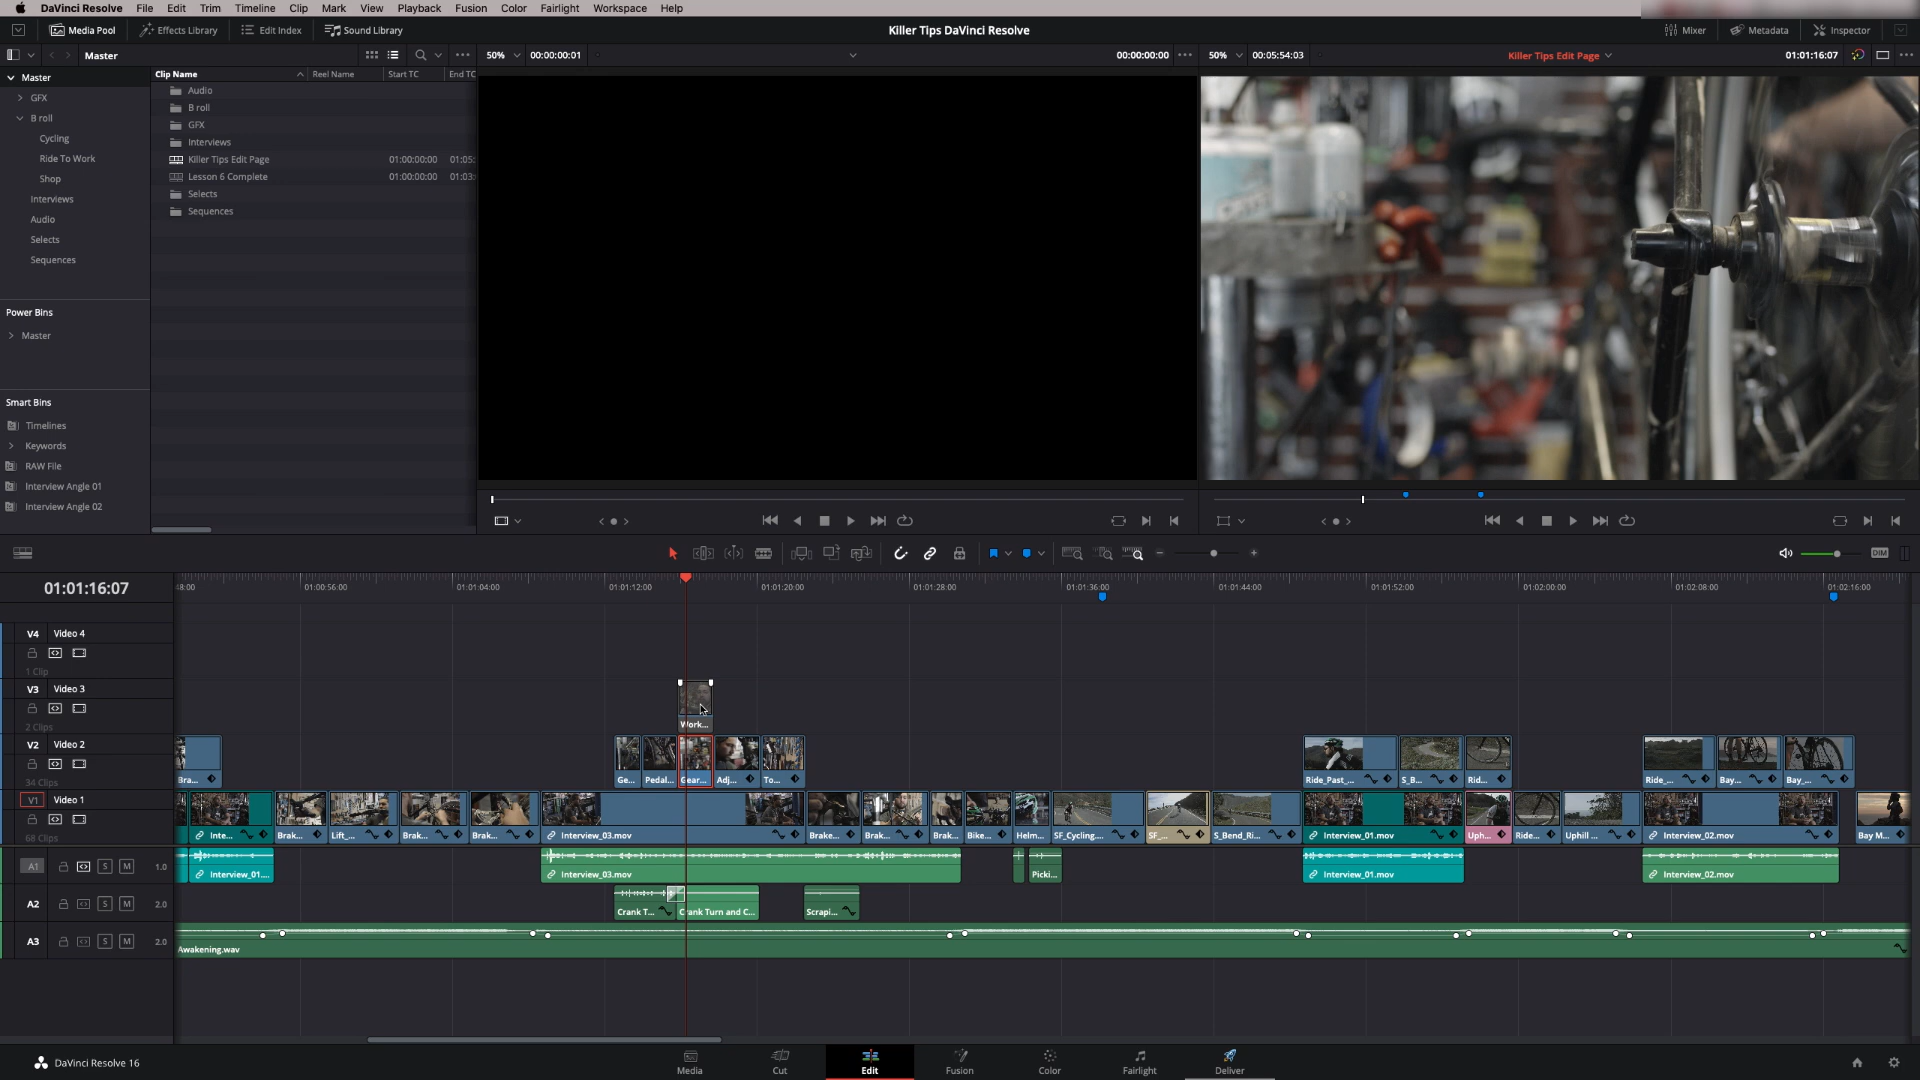 DaVinci Resolve File Edit Trim Timeline Clip Mark View Playback Fusion Color Fairlight Workspace Help
Media Pool Effects Library Edit Index Sound Library Killer Tips DaVinci Resolve Mixer Metadata Inspector
Master 50% 00:00:00:01 00:00:00:00 50% 00:05:54:03 Killer Tips Edit Page 01:01:16:07
Master Clip Name Reel Name Start TC End TC
GFX
B roll
Cycling
Ride To Work
Shop
Interviews
Audio
Selects
Sequences
Audio
B roll
GFX
Interviews
Killer Tips Edit Page 01:00:00:00 01:05:
Lesson 6 Complete 01:00:00:00 01:03:
Selects
Sequences
Power Bins
Master
Smart Bins
Timelines
Keywords
RAW File
Interview Angle 01
Interview Angle 02
DIM
01:01:16:07 :48:00 01:00:56:00 01:01:04:00 01:01:12:00 01:01:20:00 01:01:28:00 01:01:36:00 01:01:44:00 01:01:52:00 01:02:00:00 01:02:08:00 01:02:16:00
V4 Video 4
1 Clip
V3 Video 3
2 Clips
Work...
V2 Video 2
34 Clips
Bra... Ge... Pedal... Gear... Adj... To... Ride_Past_... S_B... Rid... Ride_... Bay... Bay_...
V1 Video 1
68 Clips
Inte... Brak... Lift_... Brak... Brak... Interview_03.mov Brake... Brak... Brak... Bike... Helm... SF_Cycling.... SF_... S_Bend_Ri... Interview_01.mov Uph... Ride... Uphill ... Interview_02.mov Bay M...
A1 S M 1.0
Interview_01.... Interview_03.mov Picki... Interview_01.mov Interview_02.mov
A2 S M 2.0
Crank T... Crank Turn and C... Scrapi...
A3 S M 2.0
Awakening.wav
DaVinci Resolve 16 Media Cut Edit Fusion Color Fairlight Deliver